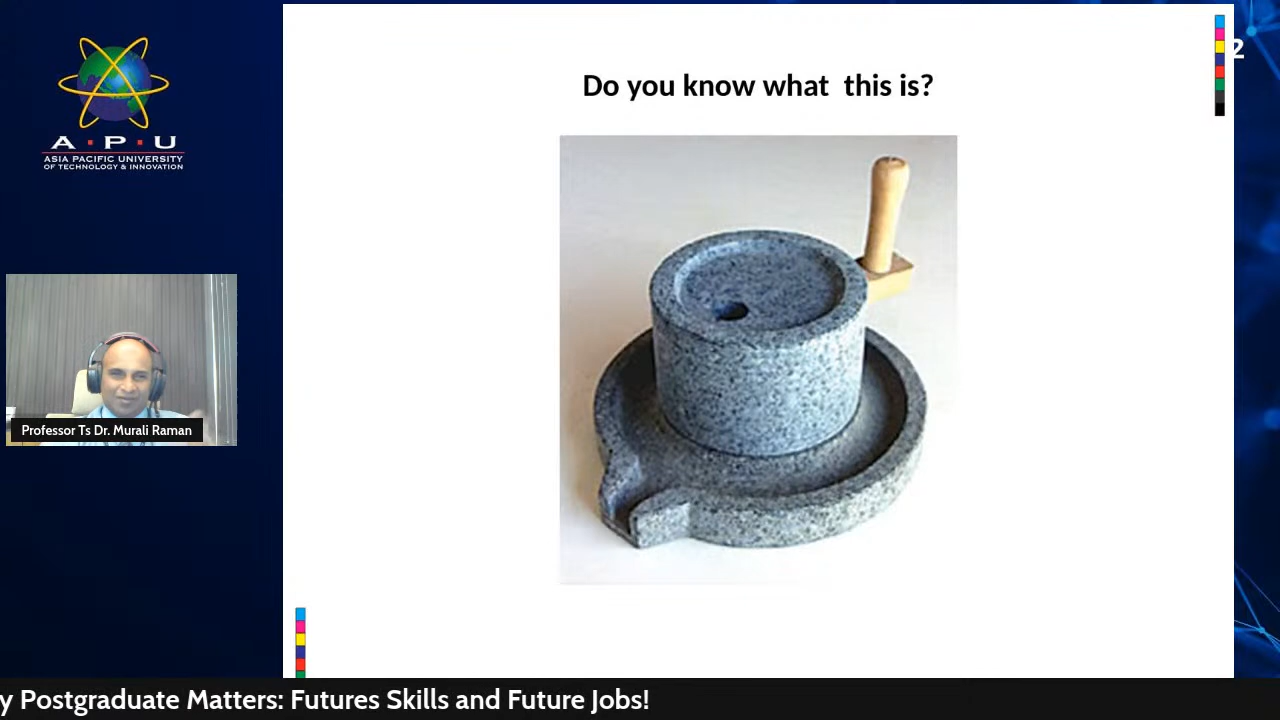 A · P · U
ASIA PACIFIC UNIVERSITY
OF TECHNOLOGY & INNOVATION
2
Do you know what  this is?
Professor Ts Dr. Murali Raman
y Postgraduate Matters: Futures Skills and Future Jobs!